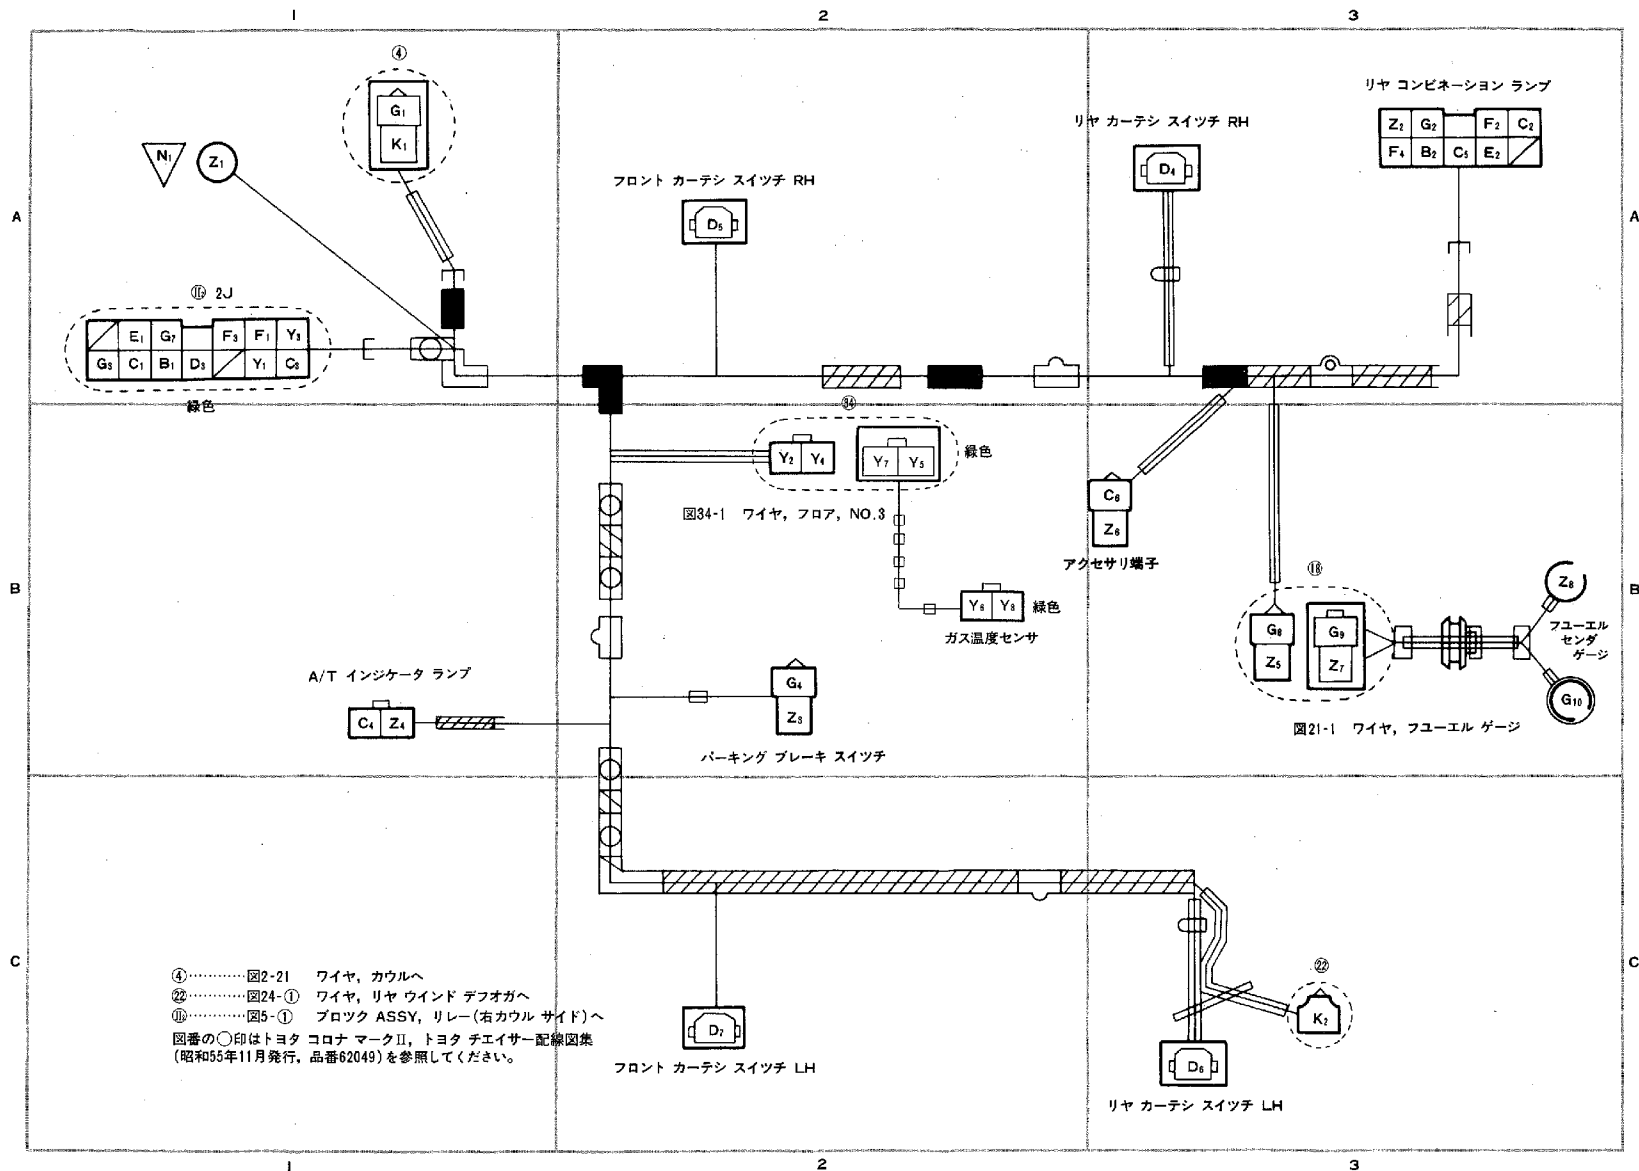 1 2 3
④
G1
K1
N1
Z1
リヤ コンビネーション ランプ
Z2 G2 F2 C2
F4 B2 C5 E2
リヤ カーテシ スイツチ RH
D4
フロント カーテシ スイツチ RH
D5
A A
2J
E1 G7 F3 F1 Y3
G3 C1 B1 D3 Y1 C3
緑色
㉞
Y2 Y4
Y7 Y5
緑色
図34-1 ワイヤ, フロア, NO.3
C6
Z6
アクセサリ端子
⑱
Y6 Y8
緑色
ガス温度センサ
B B
G8
Z5
G9
Z7
Z8
フユーエル
センダ
ゲージ
G10
図21-1 ワイヤ, フユーエル ゲージ
A/T インジケータ ランプ
C4 Z4
G4
Z3
パーキング ブレーキ スイツチ
C C
④··········図2-21 ワイヤ, カウルへ
㉒··········図24-① ワイヤ, リヤ ウインド デフオガへ
··········図5-① ブロツク ASSY, リレー(右カウル サイド)へ
図番の○印はトヨタ コロナ マークⅡ, トヨタ チエイサー配線図集
(昭和55年11月発行, 品番62049)を参照してください。
D7
フロント カーテシ スイツチ LH
㉒
K2
D6
リヤ カーテシ スイツチ LH
1 2 3